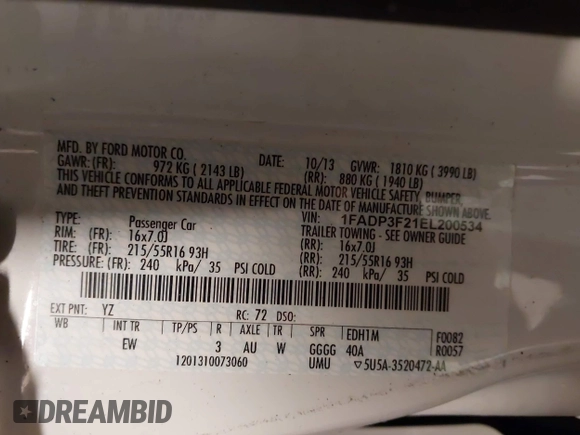 MFD. BY FORD MOTOR CO. DATE: 10/13 GVWR: 1810 KG ( 3990 LB)
GAWR: (FR): 972 KG ( 2143 LB) (RR): 880 KG ( 1940 LB)
THIS VEHICLE CONFORMS TO ALL APPLICABLE FEDERAL MOTOR VEHICLE SAFETY, BUMPER,
AND THEFT PREVENTION STANDARDS IN EFFECT ON THE DATE OF MANUFACTURE SHOWN ABOVE.
VIN: 1FADP3F21EL200534
TYPE: Passenger Car TRAILER TOWING - SEE OWNER GUIDE
RIM: (FR) 16x7.0J (RR) 16x7.0J
TIRE: (FR) 215/55R16 93H (RR) 215/55R16 93H
PRESSURE: (FR) 240 kPa/ 35 PSI COLD (RR) 240 kPa/ 35 PSI COLD
EXT PNT: YZ RC: 72 DSO:
WB INT TR TP/PS R AXLE TR SPR EDH1M F0082
EW 3 AU W GGGG 40A R0057
1201310073060 UMU ▽5U5A-3520472-AA
DREAMBID